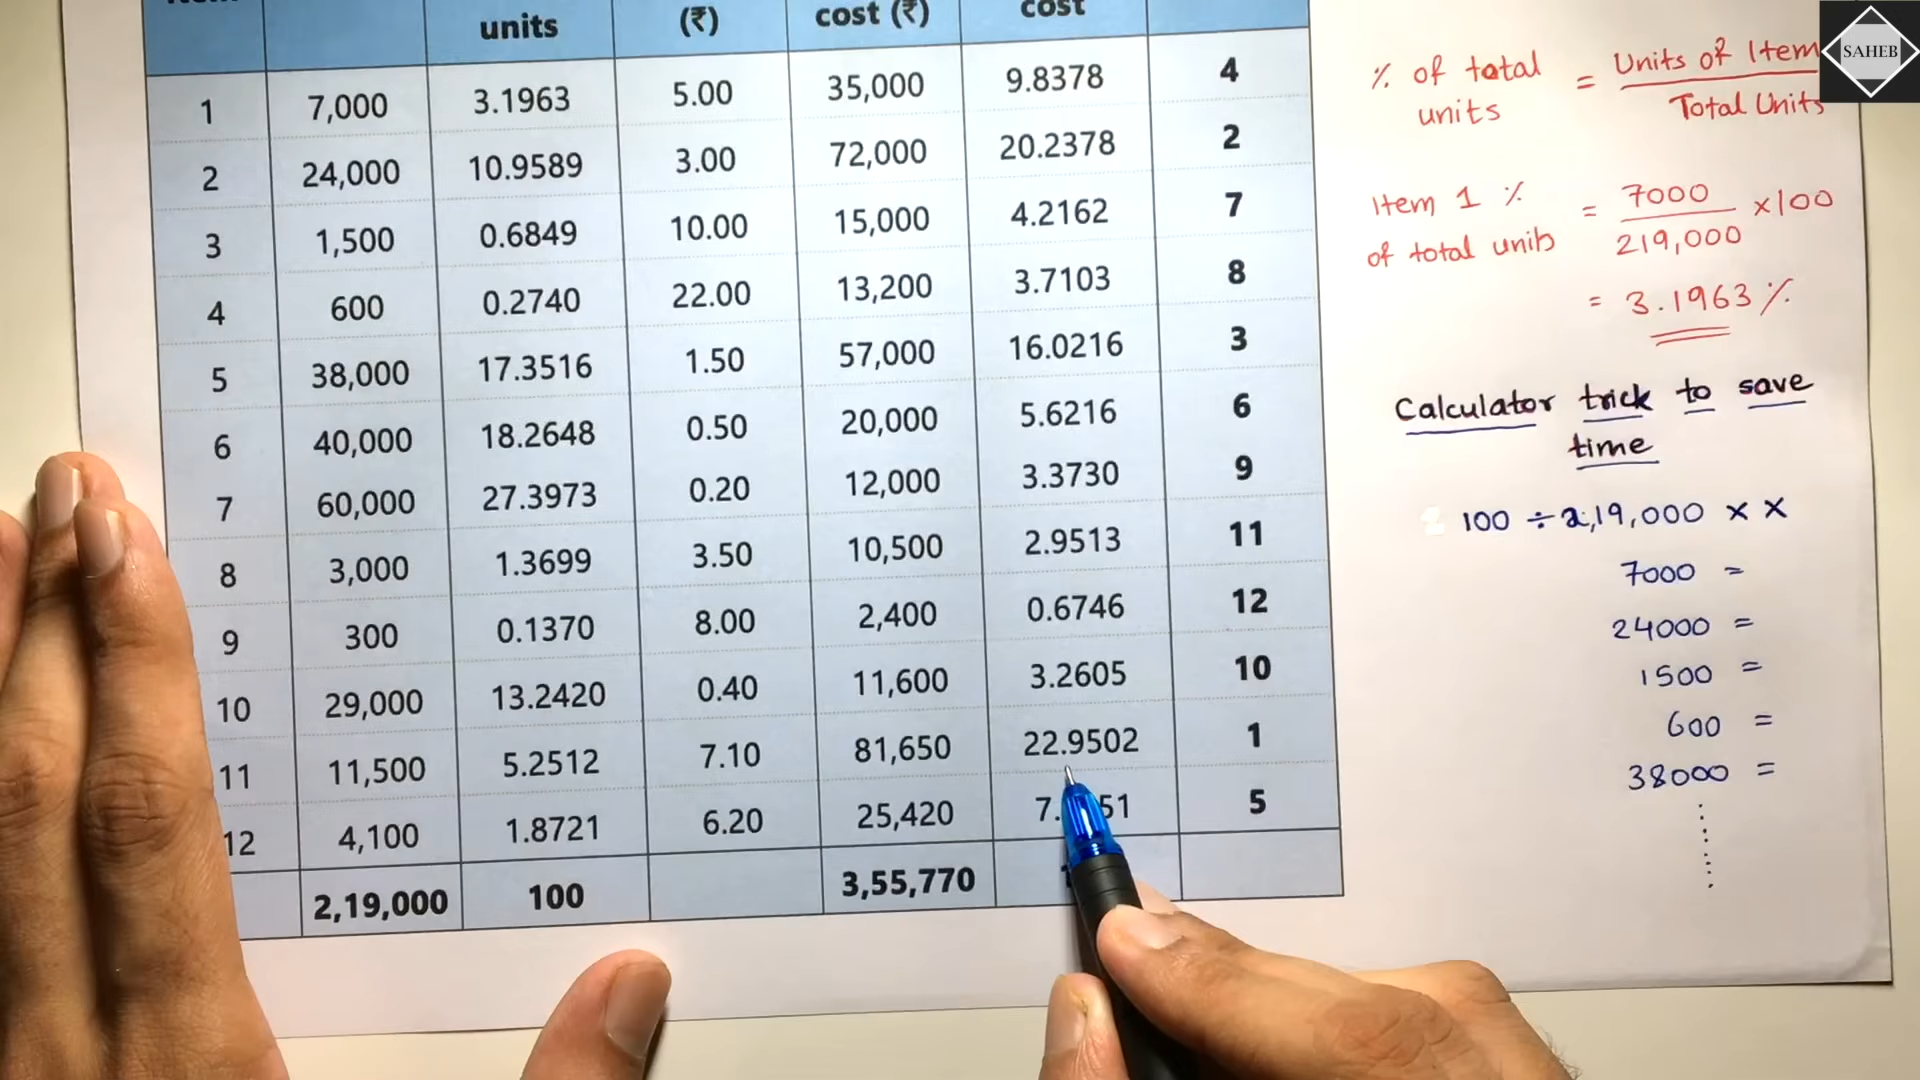 units (₹) cost (₹) cost
1 7,000 3.1963 5.00 35,000 9.8378 4
2 24,000 10.9589 3.00 72,000 20.2378 2
3 1,500 0.6849 10.00 15,000 4.2162 7
4 600 0.2740 22.00 13,200 3.7103 8
5 38,000 17.3516 1.50 57,000 16.0216 3
6 40,000 18.2648 0.50 20,000 5.6216 6
7 60,000 27.3973 0.20 12,000 3.3730 9
8 3,000 1.3699 3.50 10,500 2.9513 11
9 300 0.1370 8.00 2,400 0.6746 12
10 29,000 13.2420 0.40 11,600 3.2605 10
11 11,500 5.2512 7.10 81,650 22.9502 1
12 4,100 1.8721 6.20 25,420 5
2,19,000 100 3,55,770
% of total units = Units of Item / Total Units
Item 1 % of total units = 7000 / 219,000 ×100
= 3.1963 %
Calculator trick to save
time
100 ÷ 2,19,000 × ×
7000 =
24000 =
1500 =
600 =
38000 =
SAHEB